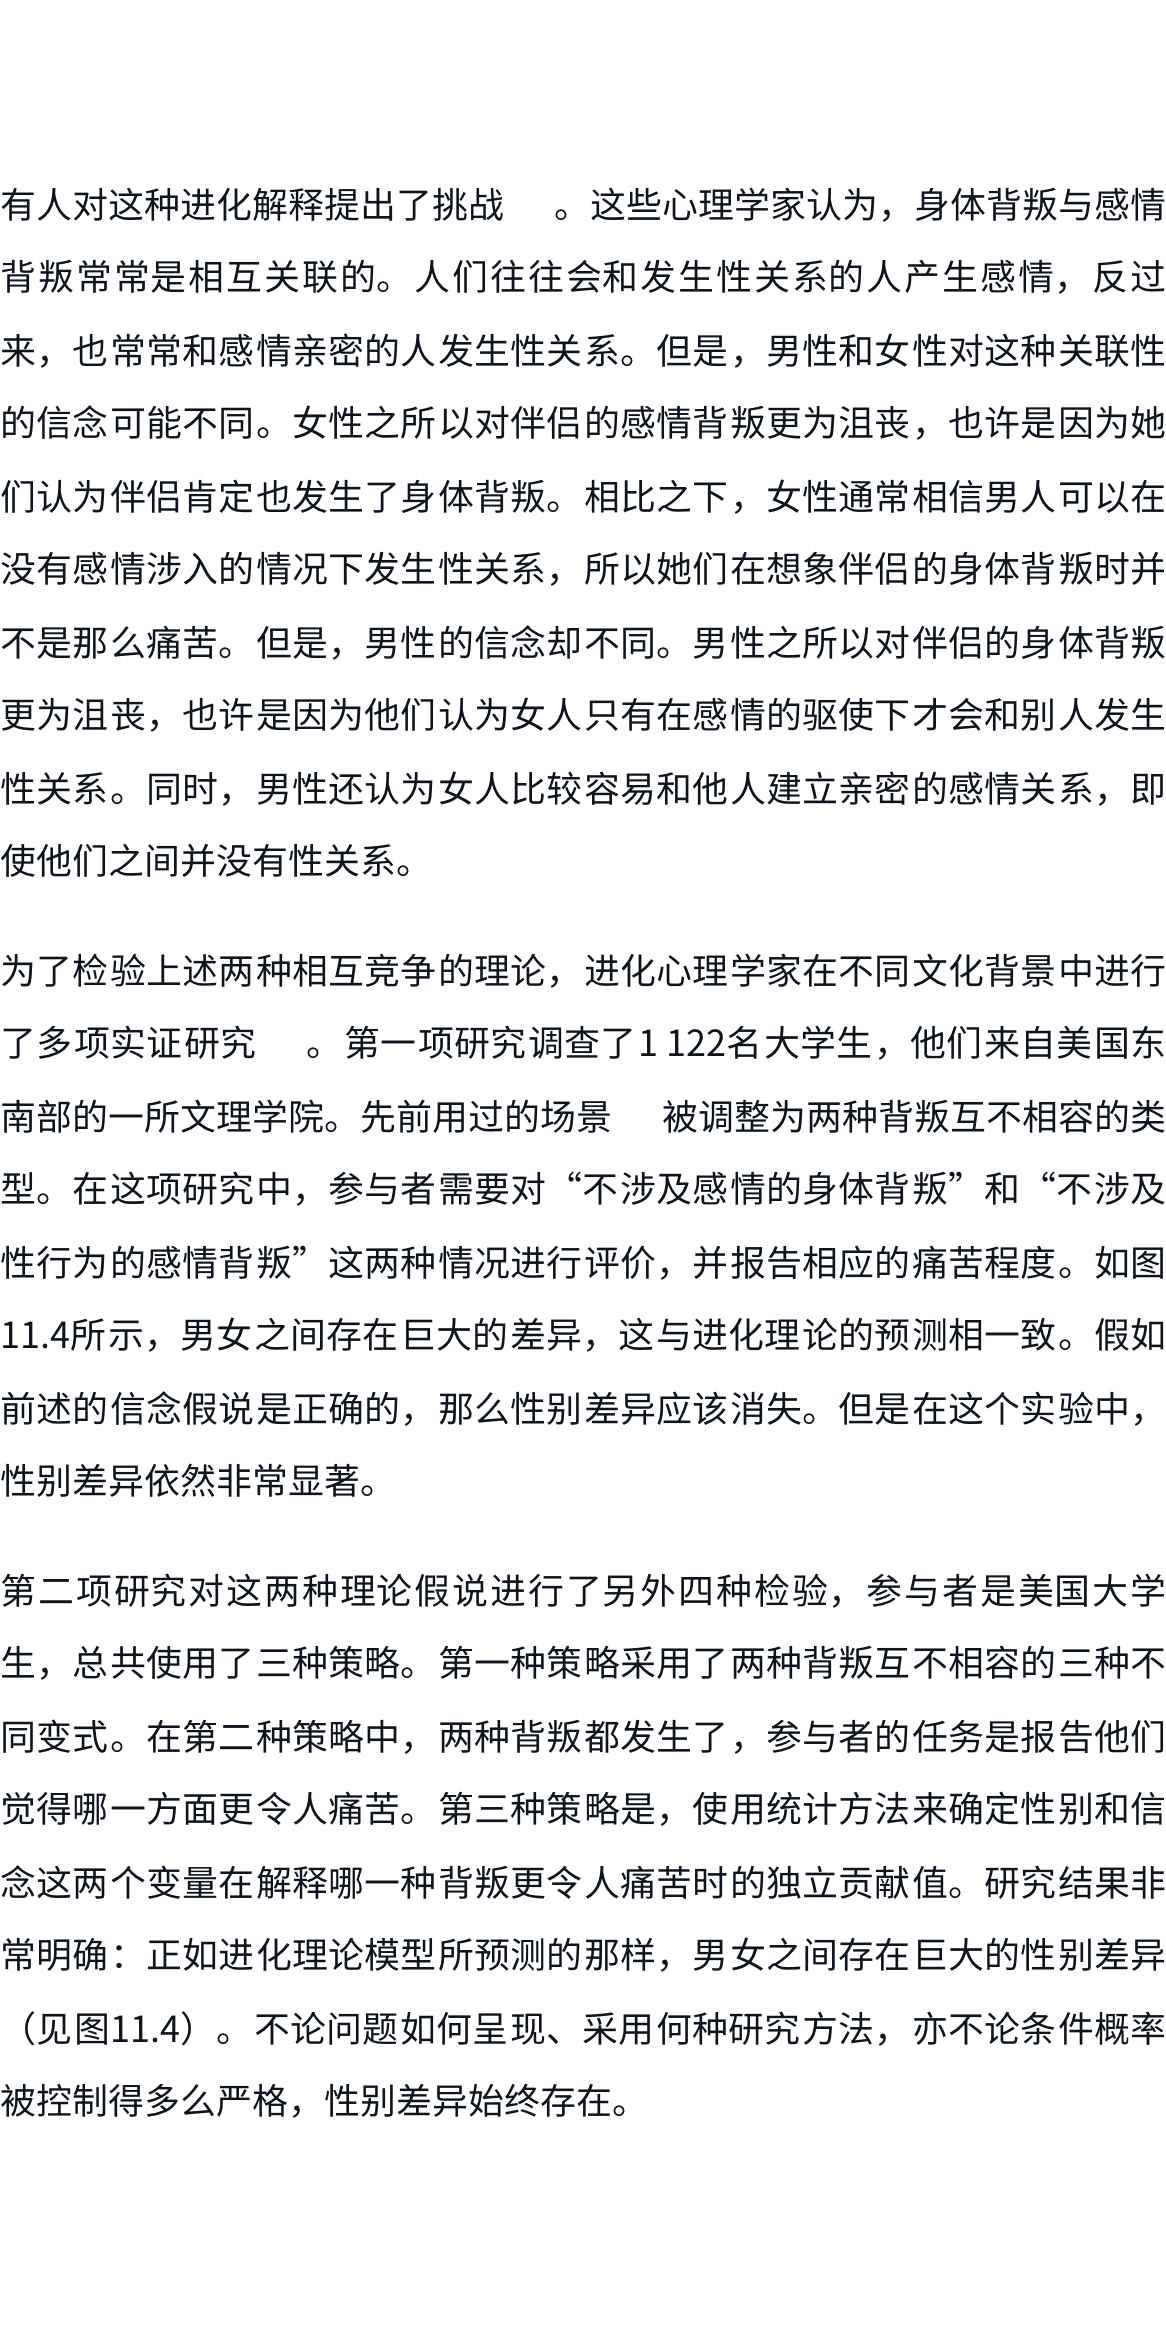 有人对这种进化解释提出了挑战 。这些心理学家认为，身体背叛与感情
背叛常常是相互关联的。人们往往会和发生性关系的人产生感情，反过
来，也常常和感情亲密的人发生性关系。但是，男性和女性对这种关联性
的信念可能不同。女性之所以对伴侣的感情背叛更为沮丧，也许是因为她
们认为伴侣肯定也发生了身体背叛。相比之下，女性通常相信男人可以在
没有感情涉入的情况下发生性关系，所以她们在想象伴侣的身体背叛时并
不是那么痛苦。但是，男性的信念却不同。男性之所以对伴侣的身体背叛
更为沮丧，也许是因为他们认为女人只有在感情的驱使下才会和别人发生
性关系。同时，男性还认为女人比较容易和他人建立亲密的感情关系，即
使他们之间并没有性关系。
为了检验上述两种相互竞争的理论，进化心理学家在不同文化背景中进行
了多项实证研究 。第一项研究调查了1 122名大学生，他们来自美国东
南部的一所文理学院。先前用过的场景 被调整为两种背叛互不相容的类
型。在这项研究中，参与者需要对“不涉及感情的身体背叛”和“不涉及
性行为的感情背叛”这两种情况进行评价，并报告相应的痛苦程度。如图
11.4所示，男女之间存在巨大的差异，这与进化理论的预测相一致。假如
前述的信念假说是正确的，那么性别差异应该消失。但是在这个实验中，
性别差异依然非常显著。
第二项研究对这两种理论假说进行了另外四种检验，参与者是美国大学
生，总共使用了三种策略。第一种策略采用了两种背叛互不相容的三种不
同变式。在第二种策略中，两种背叛都发生了，参与者的任务是报告他们
觉得哪一方面更令人痛苦。第三种策略是，使用统计方法来确定性别和信
念这两个变量在解释哪一种背叛更令人痛苦时的独立贡献值。研究结果非
常明确：正如进化理论模型所预测的那样，男女之间存在巨大的性别差异
（见图11.4）。不论问题如何呈现、采用何种研究方法，亦不论条件概率
被控制得多么严格，性别差异始终存在。